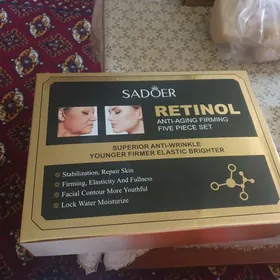 SADOER
RETINOL
ANTI-AGING FIRMING
FIVE PIECE SET
SUPERIOR ANTI-WRINKLE
YOUNGER FIRMER ELASTIC BRIGHTER
Stabilization, Repair Skin
Firming, Elasticity And Fullness
Facial Contour More Youthful
Lock Water Moisturize